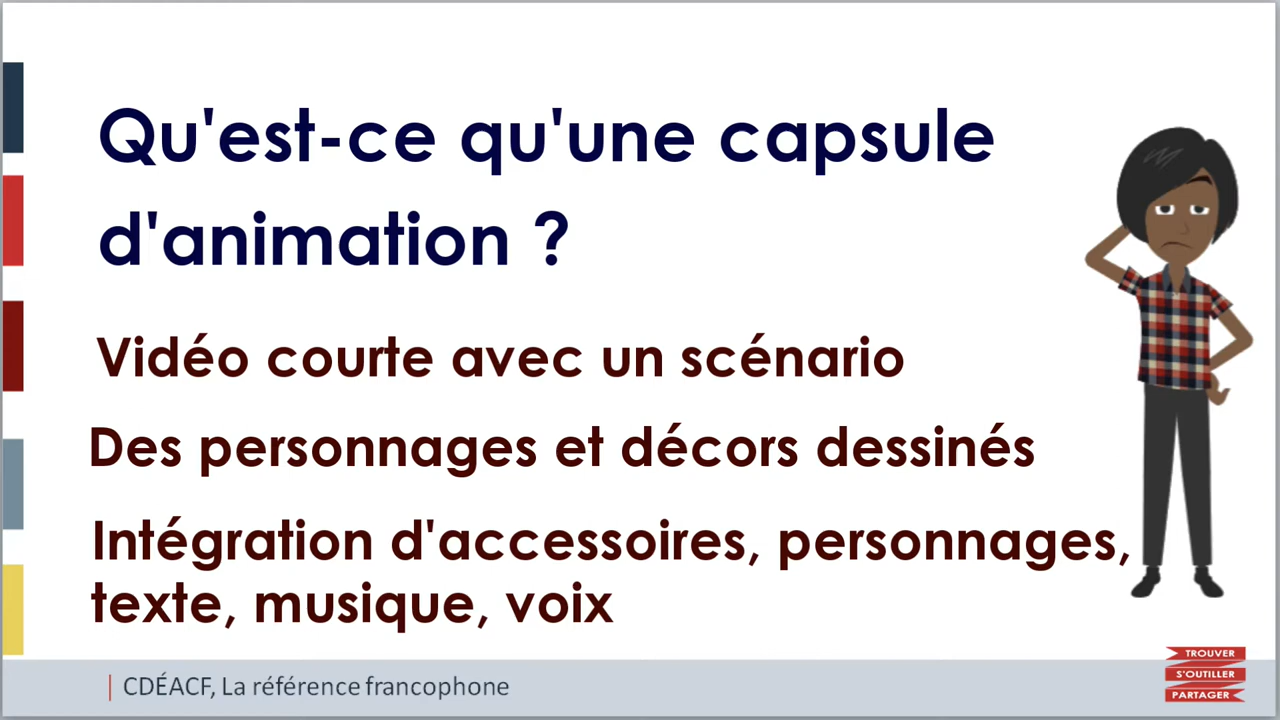 Qu'est-ce qu'une capsule
d'animation ?
Vidéo courte avec un scénario
Des personnages et décors dessinés
Intégration d'accessoires, personnages,
texte, musique, voix
CDÉACF, La référence francophone
TROUVER
S'OUTILLER
PARTAGER